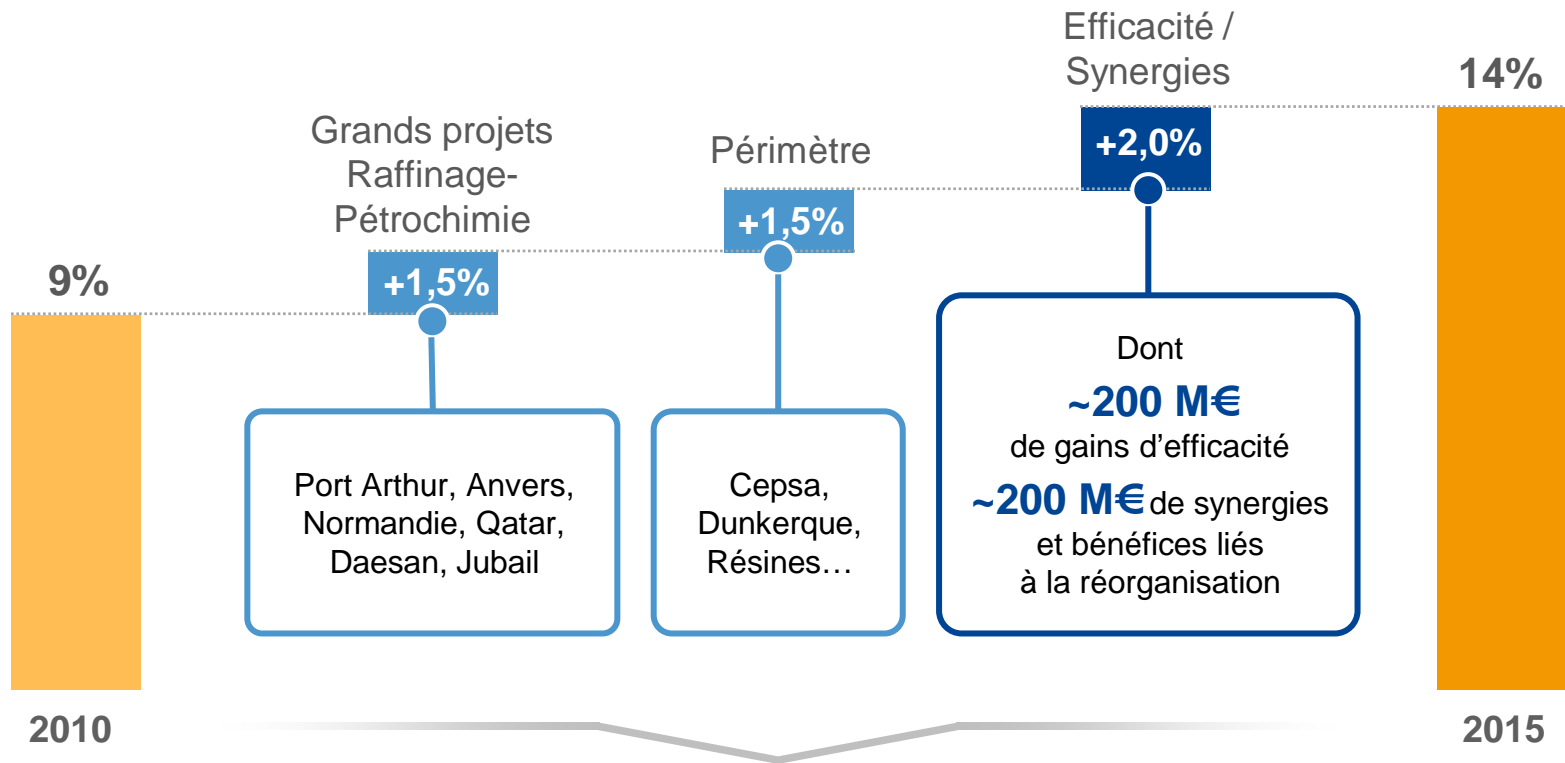 9%
2010
Grands projets
Raffinage-
Pétrochimie
+1,5%
Port Arthur, Anvers,
Normandie, Qatar,
Daesan, Jubail
Périmètre
+1,5%
Cepsa,
Dunkerque,
Résines…
Efficacité /
Synergies
+2,0%
Dont
~200 M€
de gains d’efficacité
~200 M€ de synergies
et bénéfices liés
à la réorganisation
14%
2015